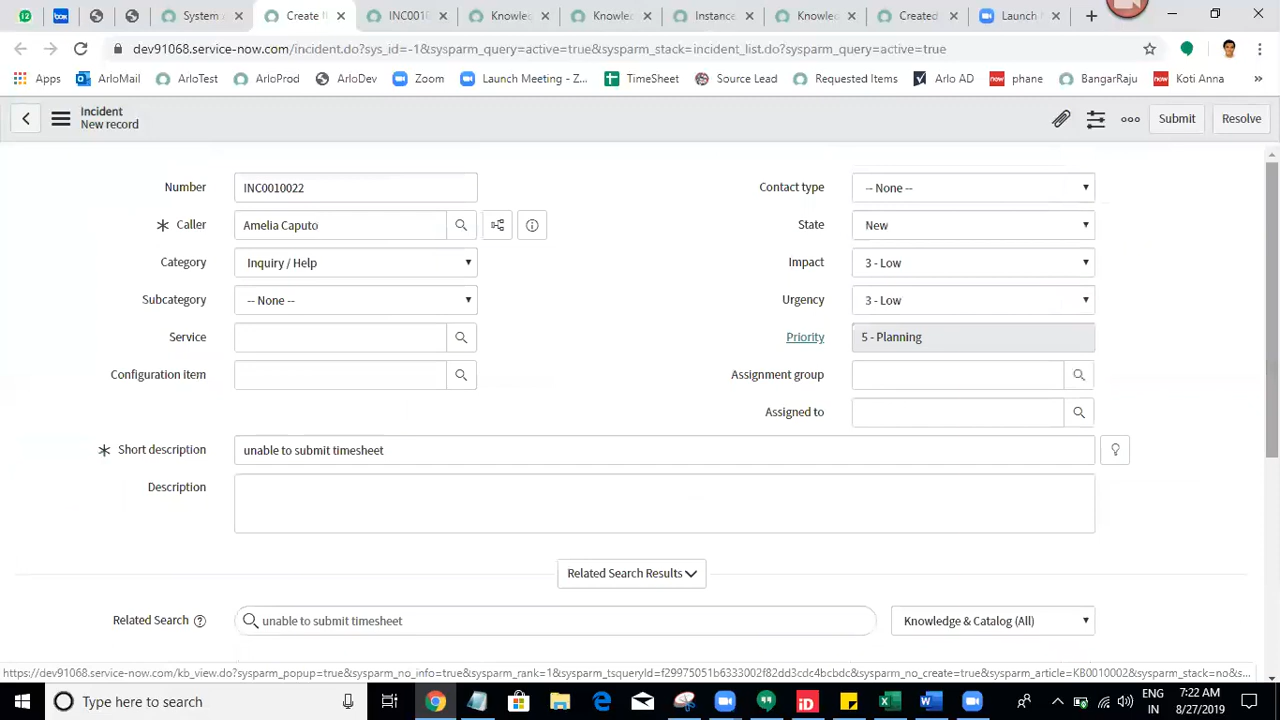 12 box System × Create × INC001 × Knowle × Knowle × Instanc × Knowle × Created × Launch × +
dev91068.service-now.com/incident.do?sys_id=-1&sysparm_query=active=true&sysparm_stack=incident_list.do?sysparm_query=active=true
Apps ArloMail ArloTest ArloProd ArloDev Zoom Launch Meeting - Z... TimeSheet Source Lead Requested Items Arlo AD now phane BangarRaju now Koti Anna »
Incident
New record
Submit Resolve
Number INC0010022 Contact type -- None --
Caller Amelia Caputo State New
Category Inquiry / Help Impact 3 - Low
Subcategory -- None -- Urgency 3 - Low
Service Priority 5 - Planning
Configuration item Assignment group
Assigned to
Short description unable to submit timesheet
Description
Related Search Results
Related Search unable to submit timesheet Knowledge & Catalog (All)
https://dev91068.service-now.com/kb_view.do?sysparm_popup=true&sysparm_no_info=true&sysparm_rank=1&sysparm_tsqueryId=f29975051b6333002f82dd3cdc4bcbdc&sysparm_no_create=true&sysparm_article=KB0010002&sysparm_stack=no&s...
Type here to search ENG 7:22 AM
IN 8/27/2019